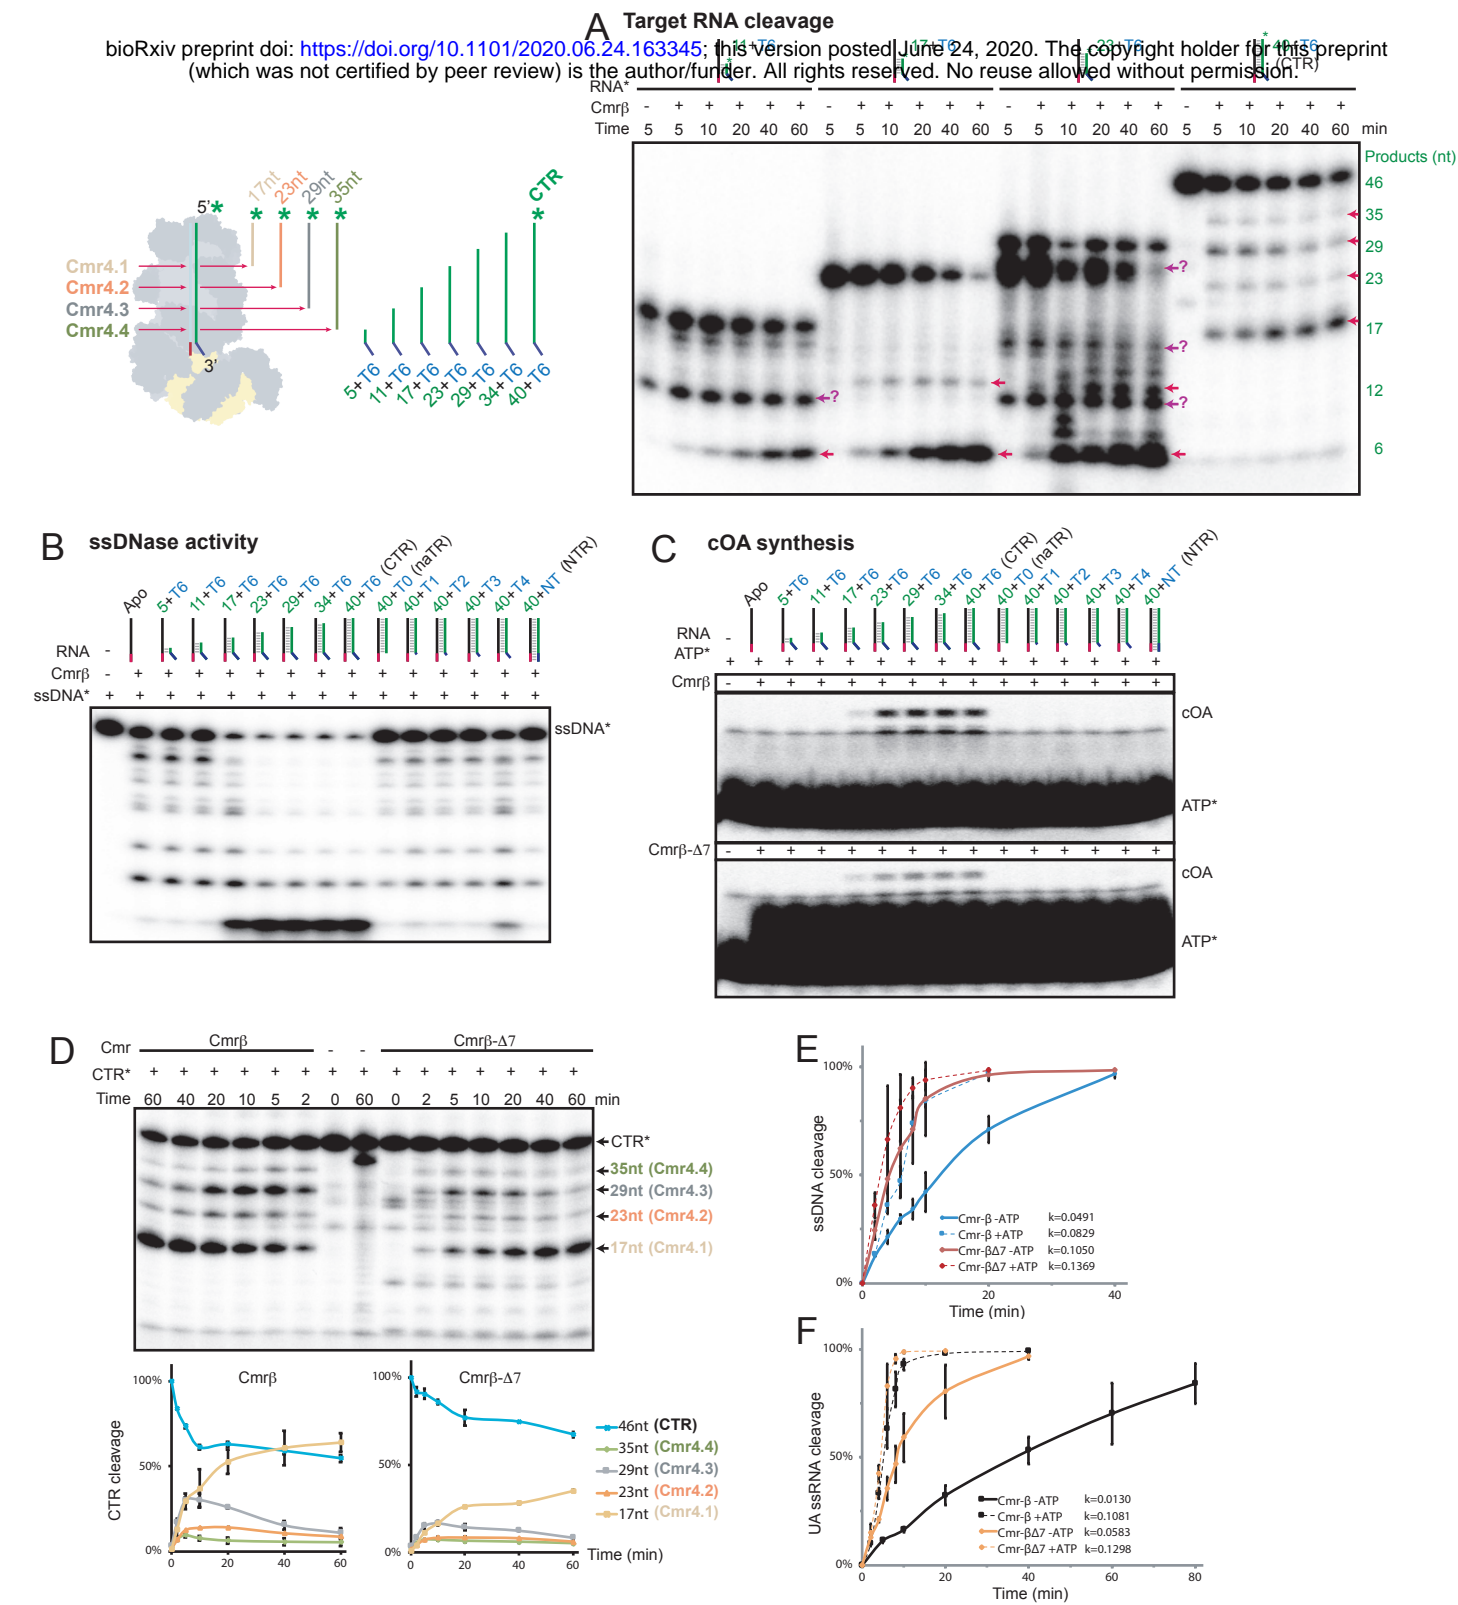 A Target RNA cleavage
bioRxiv preprint doi: https://doi.org/10.1101/2020.06.24.163345; this version posted June 24, 2020. The copyright holder for this preprint
(which was not certified by peer review) is the author/funder. All rights reserved. No reuse allowed without permission.
11+T6 17+T6 23+T6 * 40+T6
(CTR)
RNA*
Cmrβ - + + + + + - + + + + + - + + + + + - + + + + +
Time 5 5 10 20 40 60 5 5 10 20 40 60 5 5 10 20 40 60 5 5 10 20 40 60 min
Products (nt)
46
35
29
23
17
12
6
?
?
?
?
5'*
17nt 23nt 29nt 35nt
* * * *
* CTR
Cmr4.1
Cmr4.2
Cmr4.3
Cmr4.4
3'
5+T6 11+T6 17+T6 23+T6 29+T6 34+T6 40+T6
B ssDNase activity
Apo 5+T6 11+T6 17+T6 23+T6 29+T6 34+T6 40+T6 (CTR) 40+T0 (naTR) 40+T1 40+T2 40+T3 40+T4 40+NT (NTR)
RNA -
Cmrβ - + + + + + + + + + + + + + +
ssDNA* + + + + + + + + + + + + + + +
ssDNA*
C cOA synthesis
Apo 5+T6 11+T6 17+T6 23+T6 29+T6 34+T6 40+T6 (CTR) 40+T0 (naTR) 40+T1 40+T2 40+T3 40+T4 40+NT (NTR)
RNA -
ATP* + + + + + + + + + + + + + + +
Cmrβ - + + + + + + + + + + + + + +
cOA
ATP*
Cmrβ-Δ7 - + + + + + + + + + + + + + +
cOA
ATP*
D
Cmr Cmrβ - - Cmrβ-Δ7
CTR* + + + + + + + + + + + + + + +
Time 60 40 20 10 5 2 0 60 0 2 5 10 20 40 60 min
CTR*
35nt (Cmr4.4)
29nt (Cmr4.3)
23nt (Cmr4.2)
17nt (Cmr4.1)
CTR cleavage
100%
50%
0%
Cmrβ
0 20 40 60
100%
50%
0%
Cmrβ-Δ7
0 20 40 60
Time (min)
46nt (CTR)
35nt (Cmr4.4)
29nt (Cmr4.3)
23nt (Cmr4.2)
17nt (Cmr4.1)
E
ssDNA cleavage
100%
50%
0%
Cmr-β -ATP k=0.0491
Cmr-β +ATP k=0.0829
Cmr-βΔ7 -ATP k=0.1050
Cmr-βΔ7 +ATP k=0.1369
0 20 40
Time (min)
F
UA ssRNA cleavage
100%
50%
0%
Cmr-β -ATP k=0.0130
Cmr-β +ATP k=0.1081
Cmr-βΔ7 -ATP k=0.0583
Cmr-βΔ7 +ATP k=0.1298
0 20 40 60 80
Time (min)